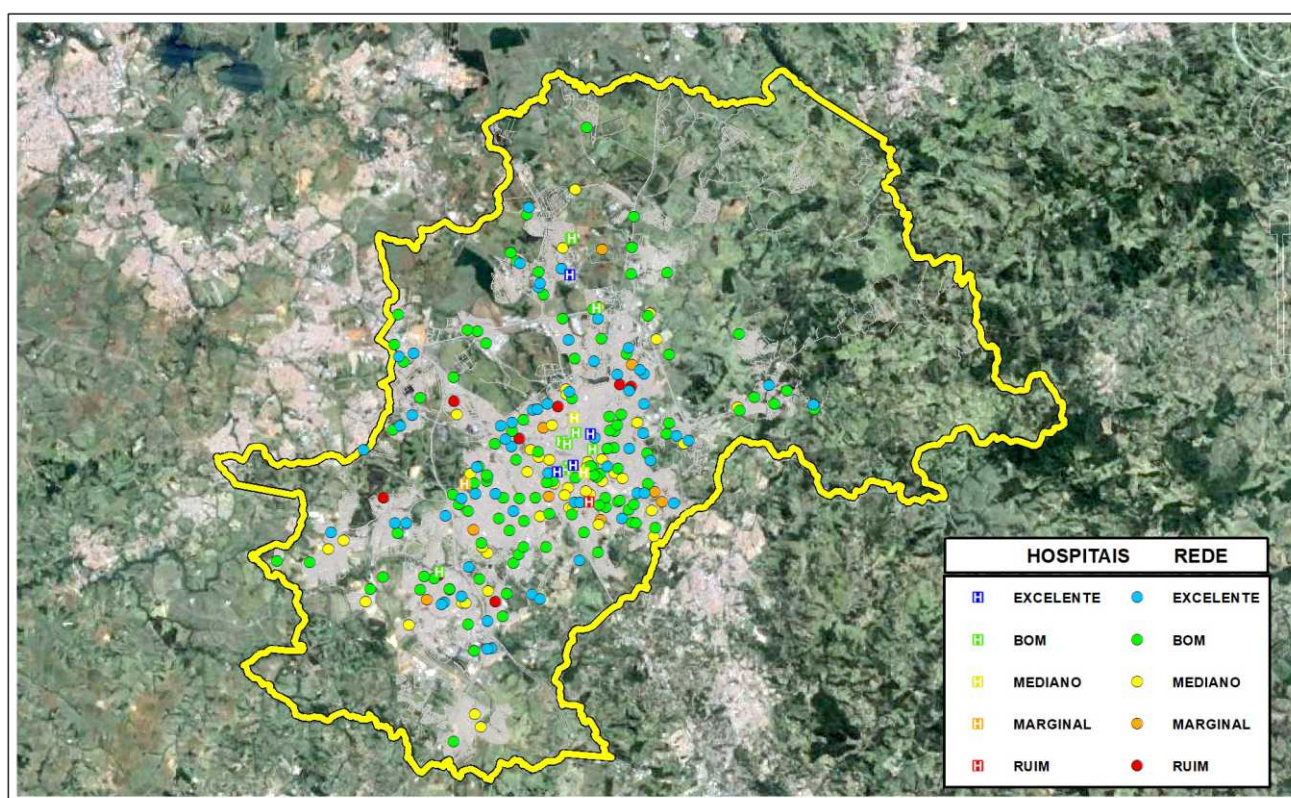 HOSPITAIS REDE
H EXCELENTE EXCELENTE
H BOM BOM
H MEDIANO MEDIANO
H MARGINAL MARGINAL
H RUIM RUIM